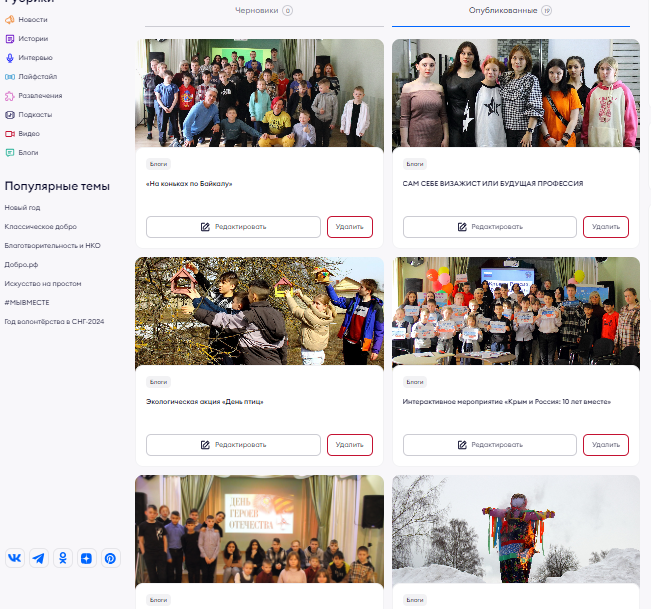 Рубрики
Новости
Истории
Интервью
Лайфстайл
Развлечения
Подкасты
Видео
Блоги
Популярные темы
Новый год
Классическое добро
Благотворительность и НКО
Добро.рф
Искусство на простом
#МЫВМЕСТЕ
Год волонтёрства в СНГ-2024
Черновики 0
Опубликованные 19
Блоги
«На коньках по Байкалу»
Редактировать
Удалить
Блоги
САМ СЕБЕ ВИЗАЖИСТ ИЛИ БУДУЩАЯ ПРОФЕССИЯ
Редактировать
Удалить
Блоги
Экологическая акция «День птиц»
Редактировать
Удалить
Блоги
Интерактивное мероприятие «Крым и Россия: 10 лет вместе»
Редактировать
Удалить
ДЕНЬ
ГЕРОЕВ
ОТЕЧЕСТВА
Блоги
Блоги